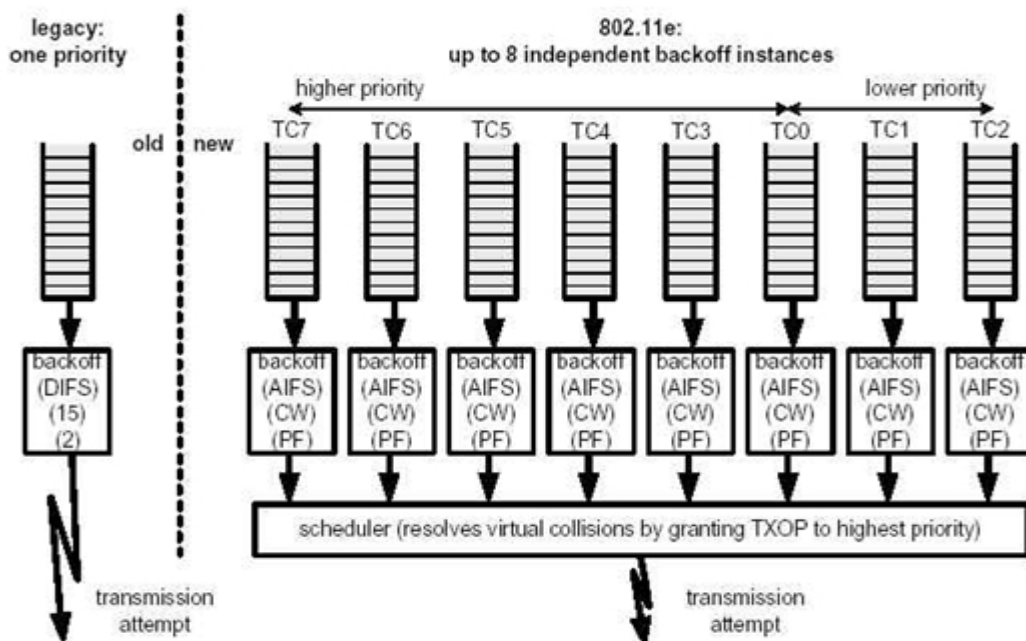 legacy:
one priority
802.11e:
up to 8 independent backoff instances
higher priority
lower priority
old
new
TC7
TC6
TC5
TC4
TC3
TC0
TC1
TC2
backoff
(DIFS)
(15)
(2)
backoff
(AIFS)
(CW)
(PF)
backoff
(AIFS)
(CW)
(PF)
backoff
(AIFS)
(CW)
(PF)
backoff
(AIFS)
(CW)
(PF)
backoff
(AIFS)
(CW)
(PF)
backoff
(AIFS)
(CW)
(PF)
backoff
(AIFS)
(CW)
(PF)
backoff
(AIFS)
(CW)
(PF)
scheduler (resolves virtual collisions by granting TXOP to highest priority)
transmission
attempt
transmission
attempt